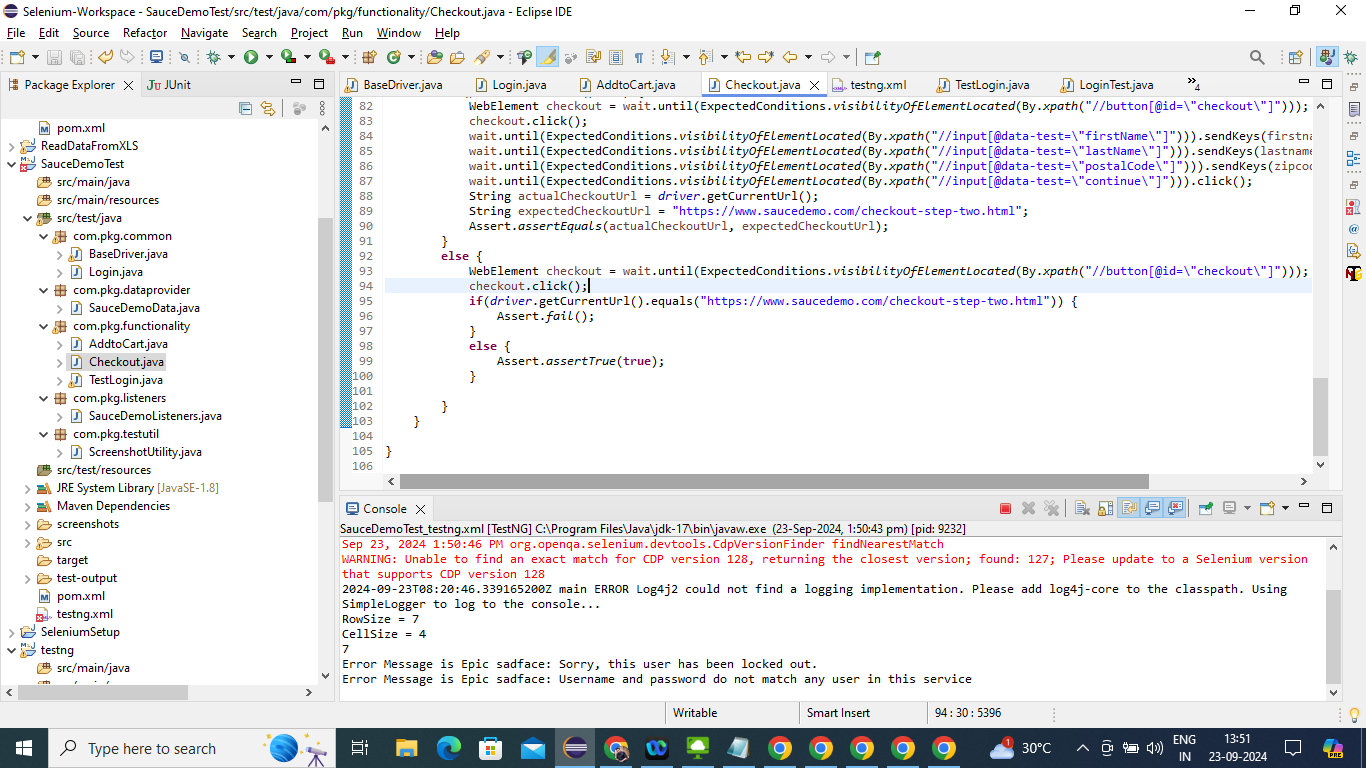 Selenium-Workspace - SauceDemoTest/src/test/java/com/pkg/functionality/Checkout.java - Eclipse IDE
File Edit Source Refactor Navigate Search Project Run Window Help
Package Explorer JUnit
BaseDriver.java Login.java AddtoCart.java Checkout.java testng.xml TestLogin.java LoginTest.java 4
pom.xml
ReadDataFromXLS
SauceDemoTest
src/main/java
src/main/resources
src/test/java
com.pkg.common
BaseDriver.java
Login.java
com.pkg.dataprovider
SauceDemoData.java
com.pkg.functionality
AddtoCart.java
Checkout.java
TestLogin.java
com.pkg.listeners
SauceDemoListeners.java
com.pkg.testutil
ScreenshotUtility.java
src/test/resources
JRE System Library [JavaSE-1.8]
Maven Dependencies
screenshots
src
target
test-output
pom.xml
testng.xml
SeleniumSetup
testng
src/main/java
82 WebElement checkout = wait.until(ExpectedConditions.visibilityOfElementLocated(By.xpath("//button[@id=\"checkout\"]")));
83 checkout.click();
84 wait.until(ExpectedConditions.visibilityOfElementLocated(By.xpath("//input[@data-test=\"firstName\"]"))).sendKeys(firstna
85 wait.until(ExpectedConditions.visibilityOfElementLocated(By.xpath("//input[@data-test=\"lastName\"]"))).sendKeys(lastname
86 wait.until(ExpectedConditions.visibilityOfElementLocated(By.xpath("//input[@data-test=\"postalCode\"]"))).sendKeys(zipcod
87 wait.until(ExpectedConditions.visibilityOfElementLocated(By.xpath("//input[@data-test=\"continue\"]"))).click();
88 String actualCheckoutUrl = driver.getCurrentUrl();
89 String expectedCheckoutUrl = "https://www.saucedemo.com/checkout-step-two.html";
90 Assert.assertEquals(actualCheckoutUrl, expectedCheckoutUrl);
91 }
92 else {
93 WebElement checkout = wait.until(ExpectedConditions.visibilityOfElementLocated(By.xpath("//button[@id=\"checkout\"]")));
94 checkout.click();
95 if(driver.getCurrentUrl().equals("https://www.saucedemo.com/checkout-step-two.html")) {
96 Assert.fail();
97 }
98 else {
99 Assert.assertTrue(true);
100 }
101
102 }
103 }
104
105 }
106
Console
SauceDemoTest_testng.xml [TestNG] C:\Program Files\Java\jdk-17\bin\javaw.exe (23-Sep-2024, 1:50:43 pm) [pid: 9232]
Sep 23, 2024 1:50:46 PM org.openqa.selenium.devtools.CdpVersionFinder findNearestMatch
WARNING: Unable to find an exact match for CDP version 128, returning the closest version; found: 127; Please update to a Selenium version
that supports CDP version 128
2024-09-23T08:20:46.339165200Z main ERROR Log4j2 could not find a logging implementation. Please add log4j-core to the classpath. Using
SimpleLogger to log to the console...
RowSize = 7
CellSize = 4
7
Error Message is Epic sadface: Sorry, this user has been locked out.
Error Message is Epic sadface: Username and password do not match any user in this service
Writable Smart Insert 94 : 30 : 5396
Type here to search
1 30°C
ENG
IN
13:51
23-09-2024
PRE